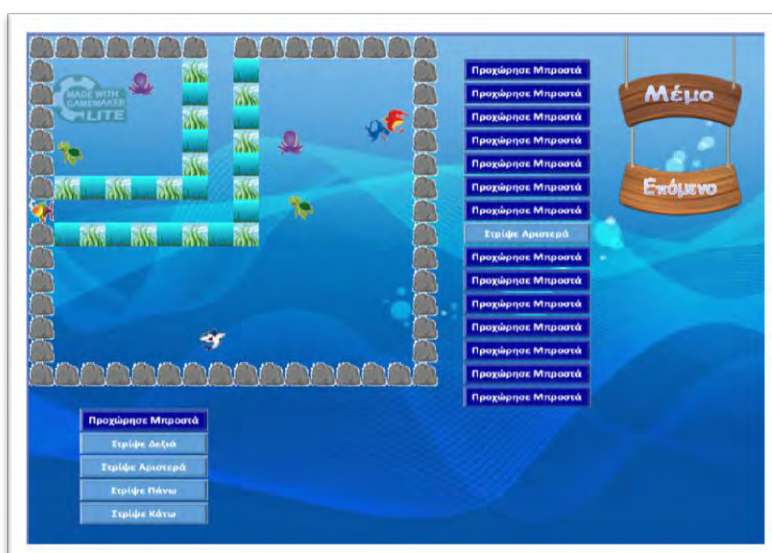 MADE WITH
GAMEMAKER
LITE
Προχώρησε Μπροστά
Προχώρησε Μπροστά
Προχώρησε Μπροστά
Προχώρησε Μπροστά
Προχώρησε Μπροστά
Προχώρησε Μπροστά
Προχώρησε Μπροστά
Στρίψε Αριστερά
Προχώρησε Μπροστά
Προχώρησε Μπροστά
Προχώρησε Μπροστά
Προχώρησε Μπροστά
Προχώρησε Μπροστά
Προχώρησε Μπροστά
Προχώρησε Μπροστά
Μέμο
Επόμενο
Προχώρησε Μπροστά
Στρίψε Δεξιά
Στρίψε Αριστερά
Στρίψε Πάνω
Στρίψε Κάτω